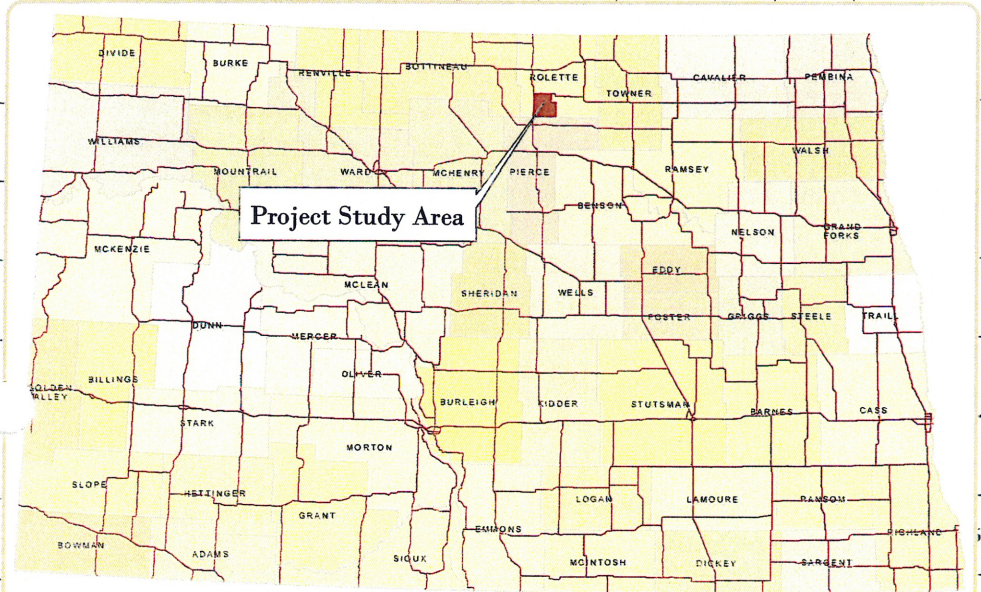 DIVIDE
BURKE
RENVILLE
BOTTINEAU
ROLETTE
TOWNER
CAVALIER
PEMBINA
WILLIAMS
MOUNTRAIL
WARD
MCHENRY
PIERCE
RAMSEY
WALSH
Project Study Area
BENSON
NELSON
GRAND
FORKS
MCKENZIE
MCLEAN
SHERIDAN
WELLS
EDDY
DUNN
MERCER
FOSTER
GRIGGS
STEELE
TRAIL
BILLINGS
GOLDEN
VALLEY
OLIVER
BURLEIGH
KIDDER
STUTSMAN
BARNES
CASS
STARK
MORTON
SLOPE
HETTINGER
GRANT
LOGAN
LAMOURE
RANSOM
EMMONS
RICHLAND
BOWMAN
ADAMS
SIOUX
MCINTOSH
DICKEY
SARGENT